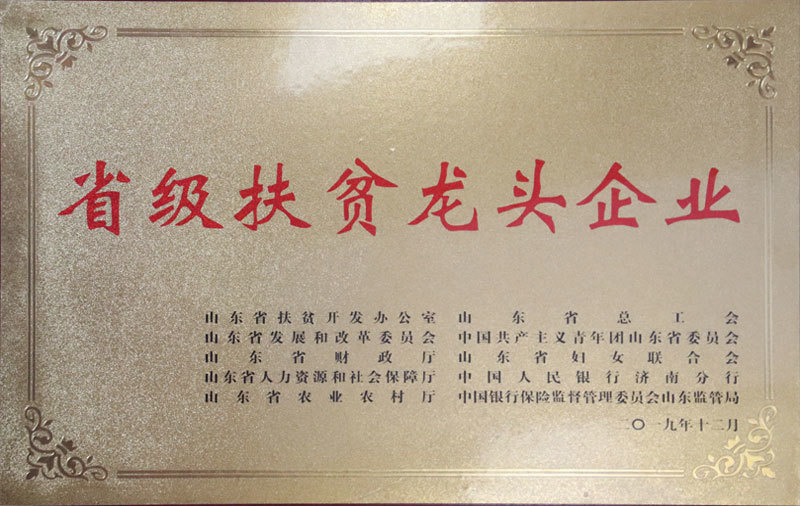 省级扶贫龙头企业
山东省扶贫开发办公室 山东省总工会
山东省发展和改革委员会 中国共产主义青年团山东省委员会
山东省财政厅 山东省妇女联合会
山东省人力资源和社会保障厅 中国人民银行济南分行
山东省农业农村厅 中国银行保险监督管理委员会山东监管局
二〇一九年十二月